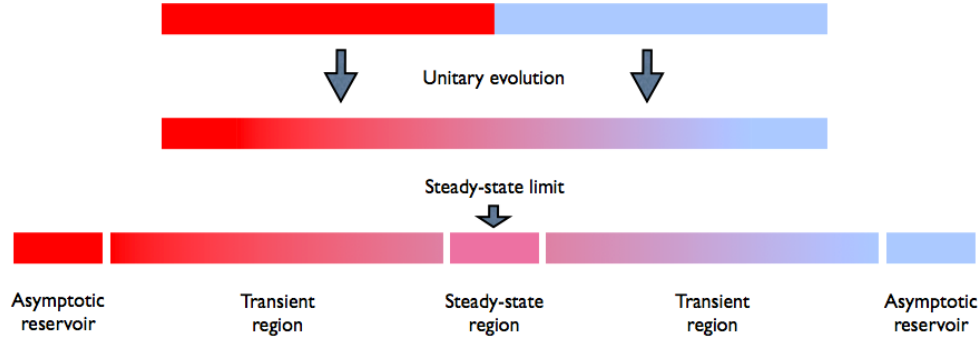 Unitary evolution
Steady-state limit
Asymptotic
reservoir
Transient
region
Steady-state
region
Transient
region
Asymptotic
reservoir